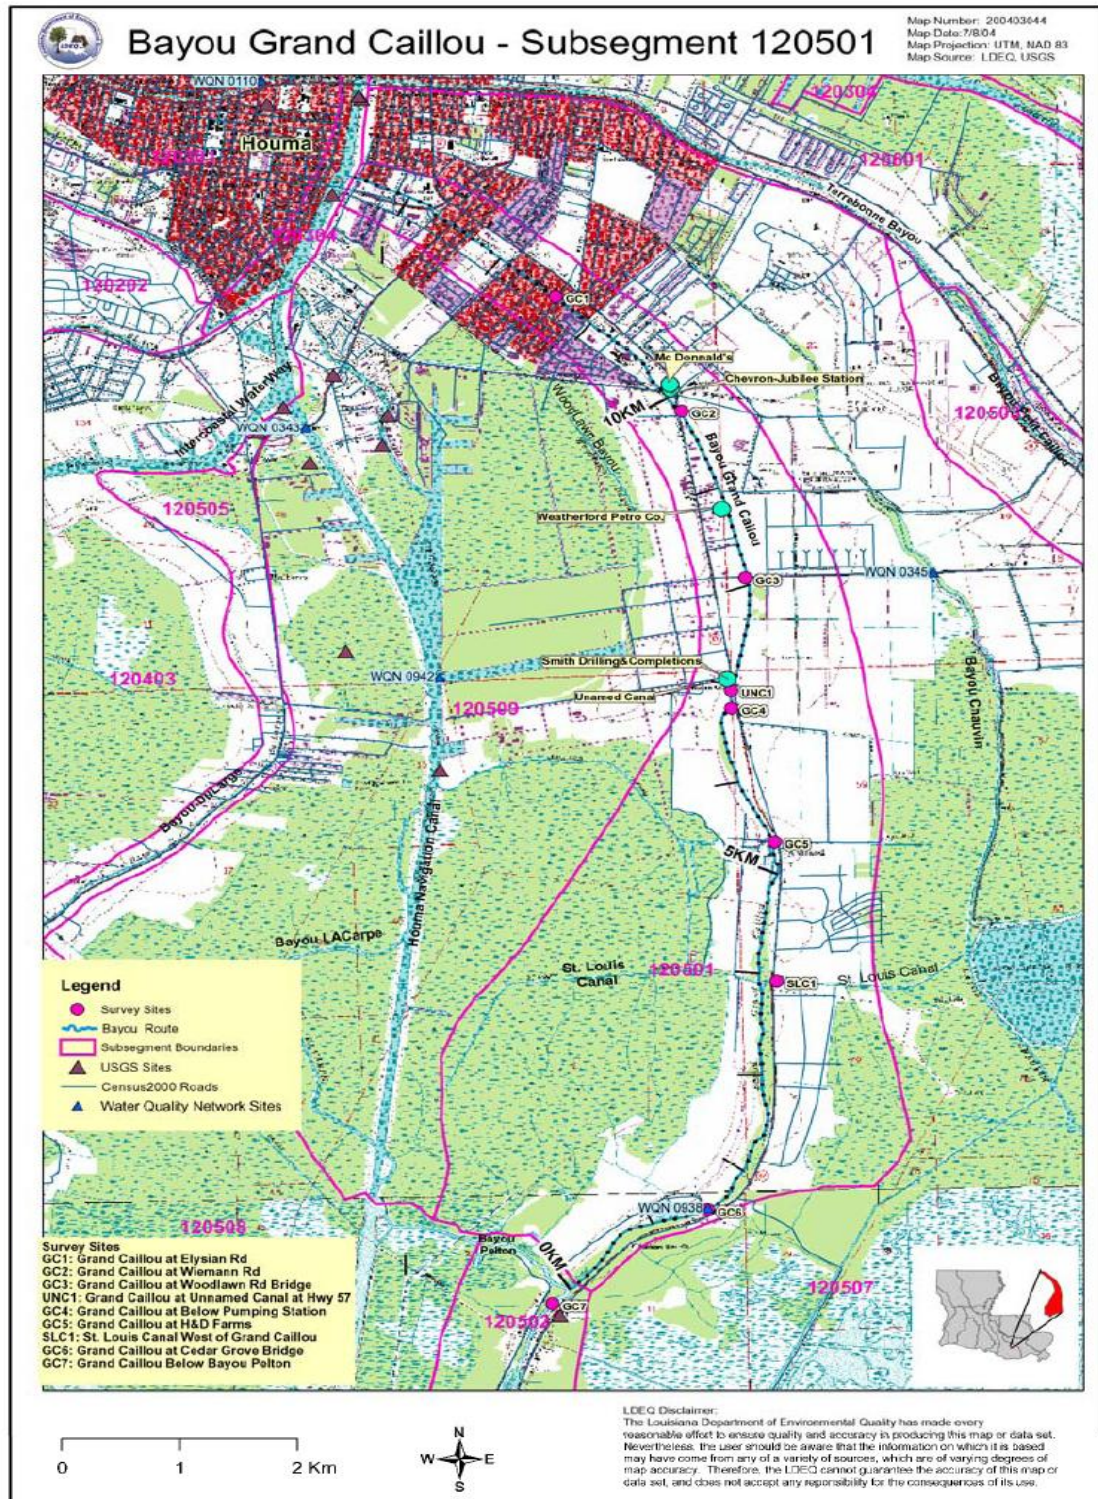 Bayou Grand Caillou - Subsegment 120501
Map Number: 200403044
Map Date:7/8/04
Map Projection: UTM, NAD 83
Map Source: LDEQ, USGS
WQN 0110
120304
Houma
120601
Terrebonne Bayou
120304
120202
GC1
Mc Donnald's
Chevron-Jubilee Station
10KM
GC2
WQN 0343
Bayou Grand Caillou
120505
Weatherford Petro Co.
GC3
WQN 0345
Smith Drilling&Completions
120403
WQN 0942
Unamed Canal
UNC1
120509
GC4
Bayou Chauvin
Bayou DuLarge
Houma Navigation Canal
5KM
GC5
Bayou LACarpe
St. Louis
Canal
120501
SLC1
St. Louis Canal
Legend
Survey Sites
Bayou Route
Subsegment Boundaries
USGS Sites
Census2000 Roads
Water Quality Network Sites
WQN 0938
GC6
120508
Bayou
Pelton
0KM
120507
GC7
120502
Survey Sites
GC1: Grand Caillou at Elysian Rd
GC2: Grand Caillou at Wiemann Rd
GC3: Grand Caillou at Woodlawn Rd Bridge
UNC1: Grand Caillou at Unnamed Canal at Hwy 57
GC4: Grand Caillou at Below Pumping Station
GC5: Grand Caillou at H&D Farms
SLC1: St. Louis Canal West of Grand Caillou
GC6: Grand Caillou at Cedar Grove Bridge
GC7: Grand Caillou Below Bayou Pelton
0 1 2 Km
N
W E
S
LDEQ Disclaimer:
The Louisiana Department of Environmental Quality has made every
reasonable effort to ensure quality and accuracy in producing this map or data set.
Nevertheless, the user should be aware that the information on which it is based
may have come from any of a variety of sources, which are of varying degrees of
map accuracy. Therefore, the LDEQ cannot guarantee the accuracy of this map or
data set, and does not accept any responsibility for the consequences of its use.